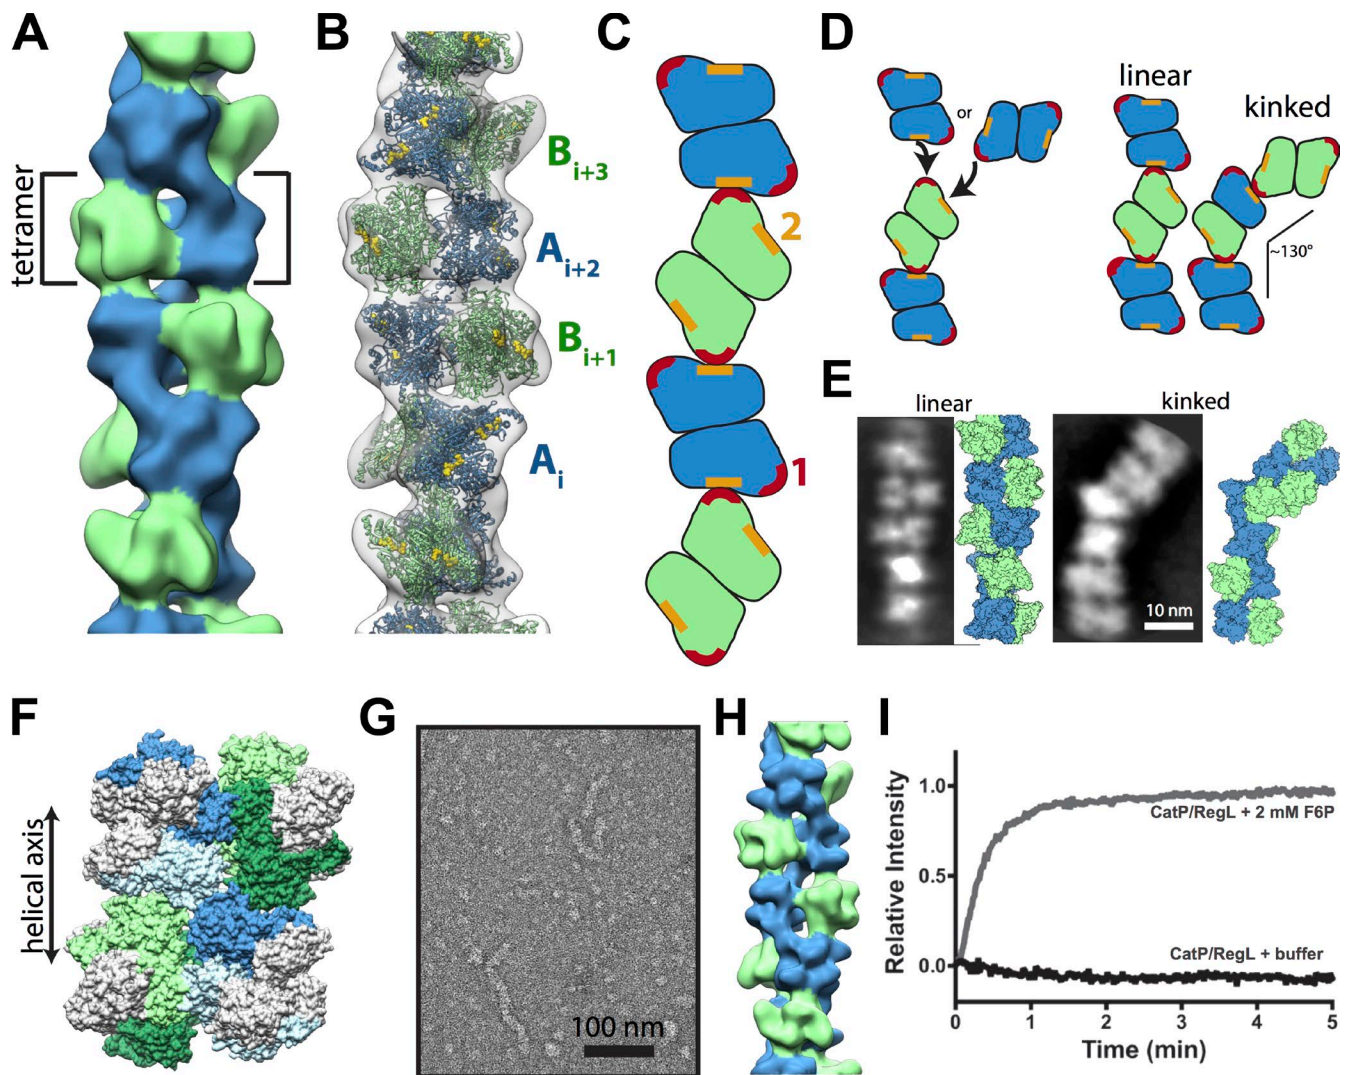 A
B
C
D
tetramer
B i+3
A i+2
B i+1
A i
2
1
or
linear
kinked
~130°
E
linear
kinked
10 nm
F
G
H
I
helical axis
100 nm
Relative Intensity
1.0
0.5
0.0
CatP/RegL + 2 mM F6P
CatP/RegL + buffer
0 1 2 3 4 5
Time (min)